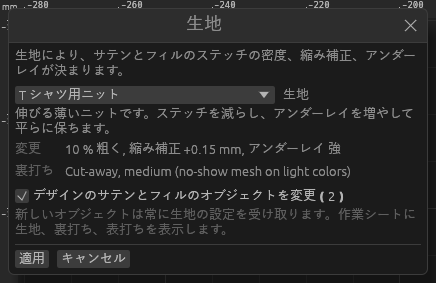 mm -280 -260 -240 -220 -200
生地
生地により、サテンとフィルのステッチの密度、縮み補正、アンダー
レイが決まります。
Tシャツ用ニット 生地
伸びる薄いニットです。ステッチを減らし、アンダーレイを増やして
平らに保ちます。
変更 10 % 粗く, 縮み補正 +0.15 mm, アンダーレイ 強
裏打ち Cut-away, medium (no-show mesh on light colors)
デザインのサテンとフィルのオブジェクトを変更 ( 2 )
新しいオブジェクトは常に生地の設定を受け取ります。作業シートに
生地、裏打ち、表打ちを表示します。
適用 キャンセル